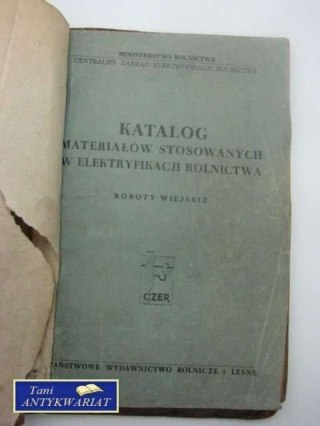 MINISTERSTWO ROLNICTWA
CENTRALNY ZARZĄD ELEKTRYFIKACJI ROLNICTWA
KATALOG
MATERIAŁÓW STOSOWANYCH
W ELEKTRYFIKACJI ROLNICTWA
ROBOTY WIEJSKIE
CZER
PAŃSTWOWE WYDAWNICTWO ROLNICZE I LEŚNE
Tani
ANTYKWARIAT